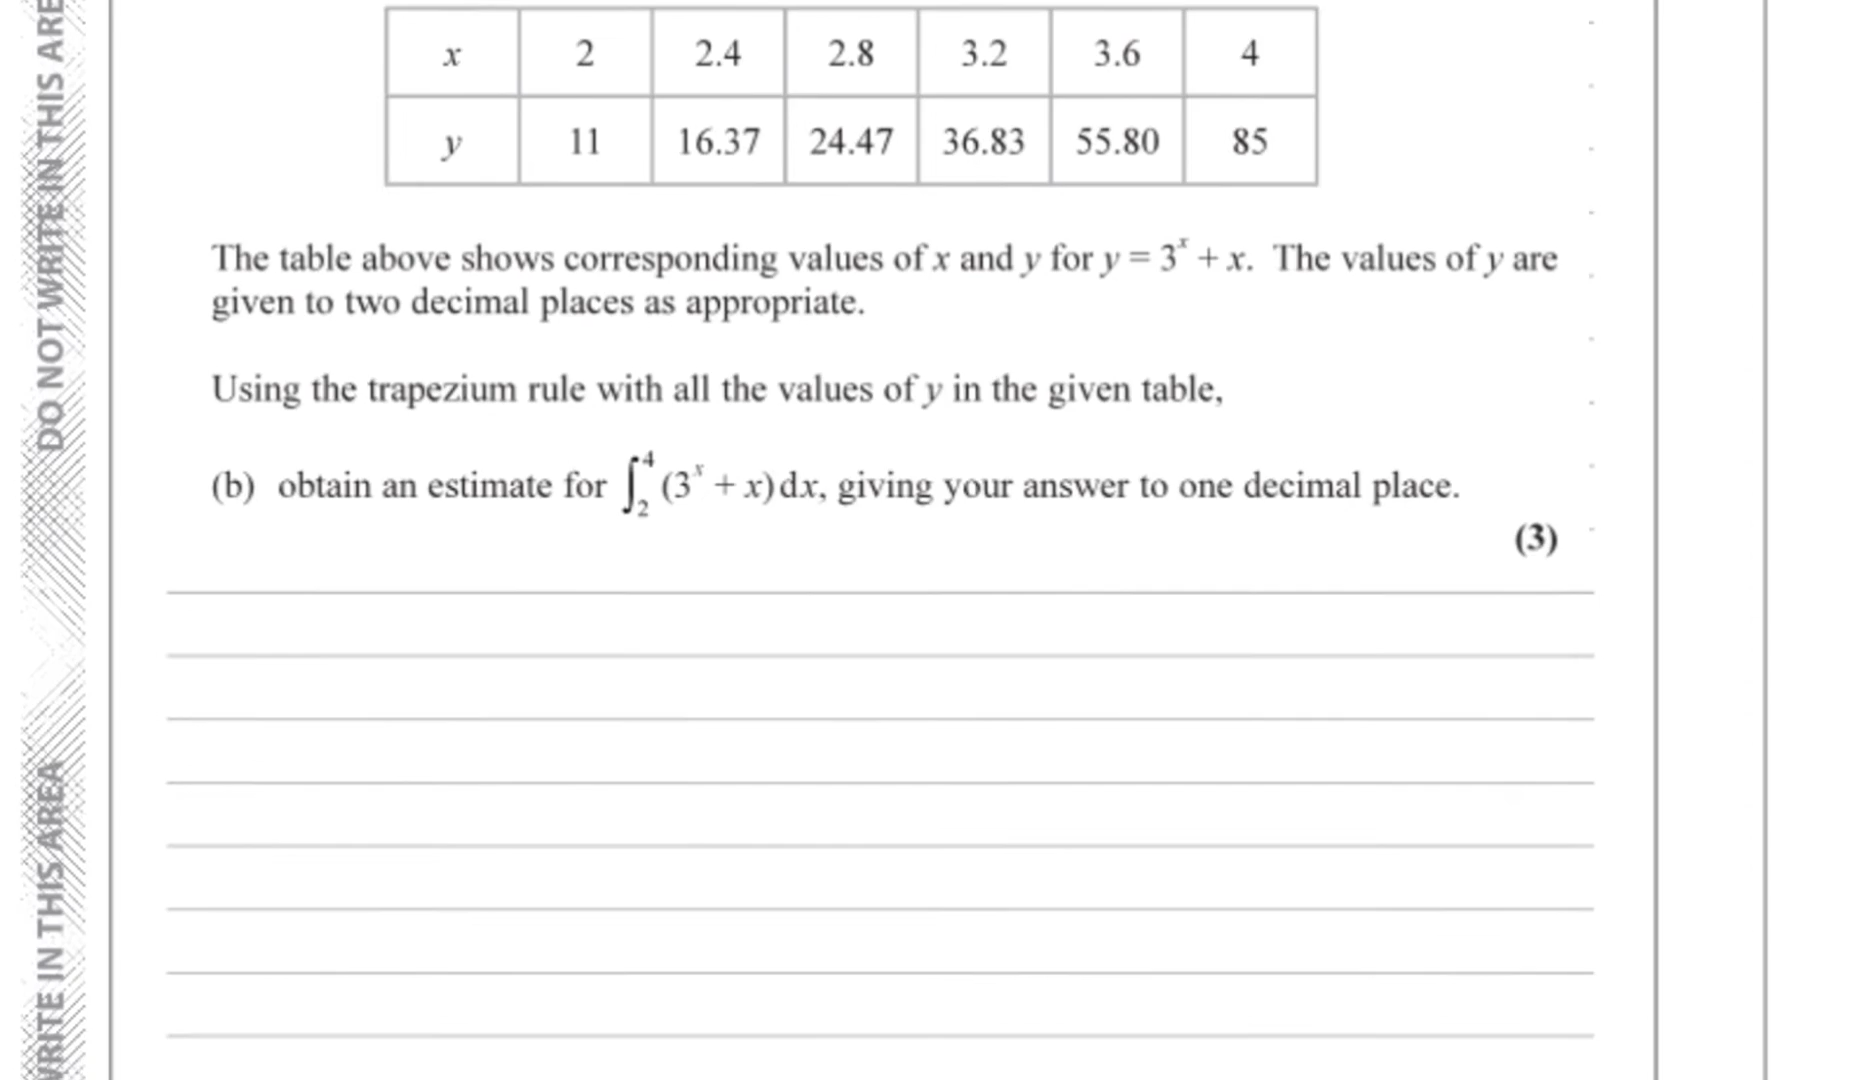 DO NOT WRITE IN THIS ARE
WRITE IN THIS AREA
x 2 2.4 2.8 3.2 3.6 4
y 11 16.37 24.47 36.83 55.80 85
The table above shows corresponding values of x and y for y = 3ˣ + x. The values of y are
given to two decimal places as appropriate.
Using the trapezium rule with all the values of y in the given table,
(b) obtain an estimate for ∫₂⁴ (3ˣ + x) dx, giving your answer to one decimal place.
(3)